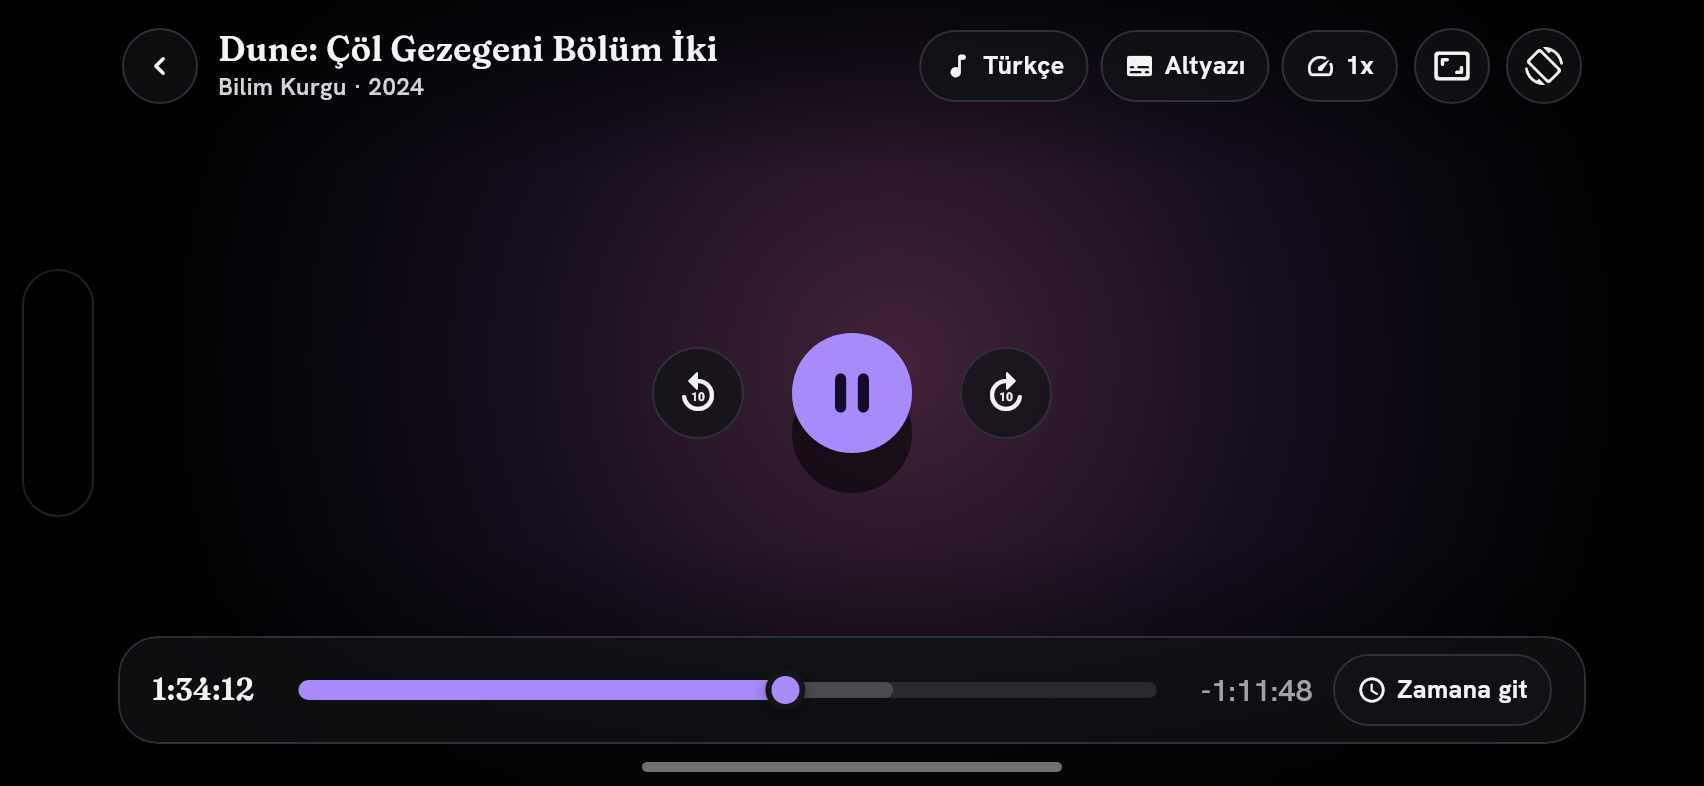 Dune: Çöl Gezegeni Bölüm İki
Bilim Kurgu · 2024
Türkçe
Altyazı
1x
10
10
1:34:12
-1:11:48
Zamana git